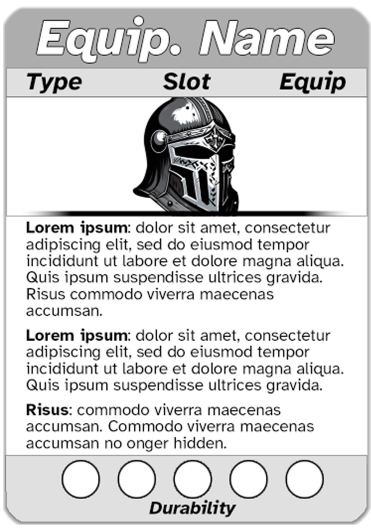 Equip. Name
Type Slot Equip
Lorem ipsum: dolor sit amet, consectetur
adipiscing elit, sed do eiusmod tempor
incididunt ut labore et dolore magna aliqua.
Quis ipsum suspendisse ultrices gravida.
Risus commodo viverra maecenas
accumsan.
Lorem ipsum: dolor sit amet, consectetur
adipiscing elit, sed do eiusmod tempor
incididunt ut labore et dolore magna aliqua.
Quis ipsum suspendisse ultrices gravida.
Risus: commodo viverra maecenas
accumsan. Commodo viverra maecenas
accumsan no onger hidden.
Durability